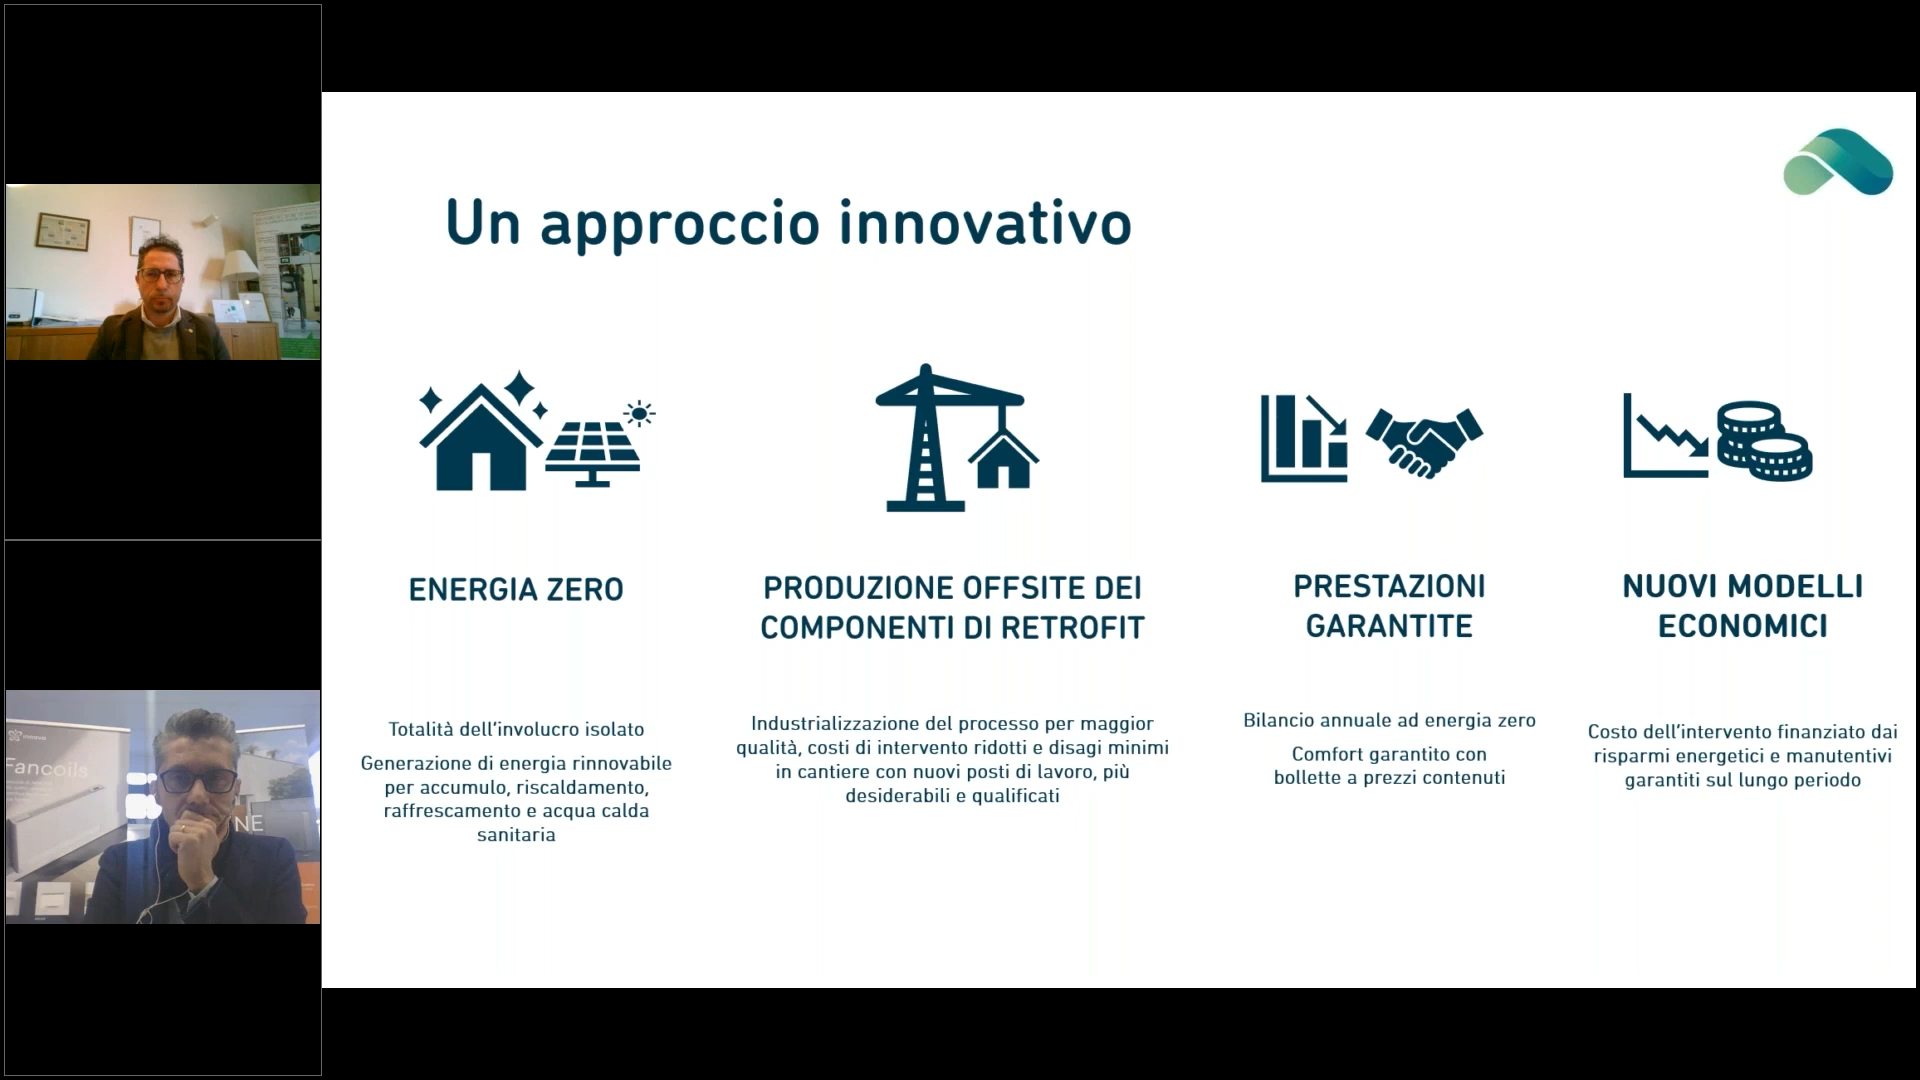 Un approccio innovativo
ENERGIA ZERO
Totalità dell'involucro isolato
Generazione di energia rinnovabile
per accumulo, riscaldamento,
raffrescamento e acqua calda
sanitaria
PRODUZIONE OFFSITE DEI
COMPONENTI DI RETROFIT
Industrializzazione del processo per maggior
qualità, costi di intervento ridotti e disagi minimi
in cantiere con nuovi posti di lavoro, più
desiderabili e qualificati
PRESTAZIONI
GARANTITE
Bilancio annuale ad energia zero
Comfort garantito con
bollette a prezzi contenuti
NUOVI MODELLI
ECONOMICI
Costo dell'intervento finanziato dai
risparmi energetici e manutentivi
garantiti sul lungo periodo
Fancoils
NE